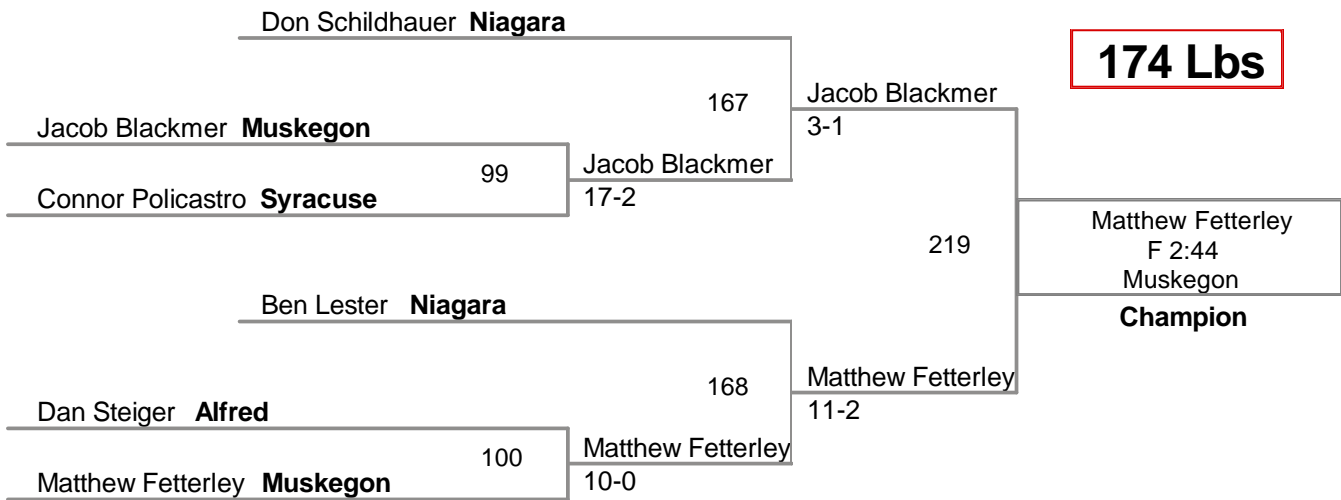 Don Schildhauer Niagara
174 Lbs
167
Jacob Blackmer
3-1
Jacob Blackmer Muskegon
99
Jacob Blackmer
17-2
Connor Policastro Syracuse
219
Matthew Fetterley
F 2:44
Muskegon
Champion
Ben Lester Niagara
168
Matthew Fetterley
11-2
Dan Steiger Alfred
100
Matthew Fetterley
10-0
Matthew Fetterley Muskegon